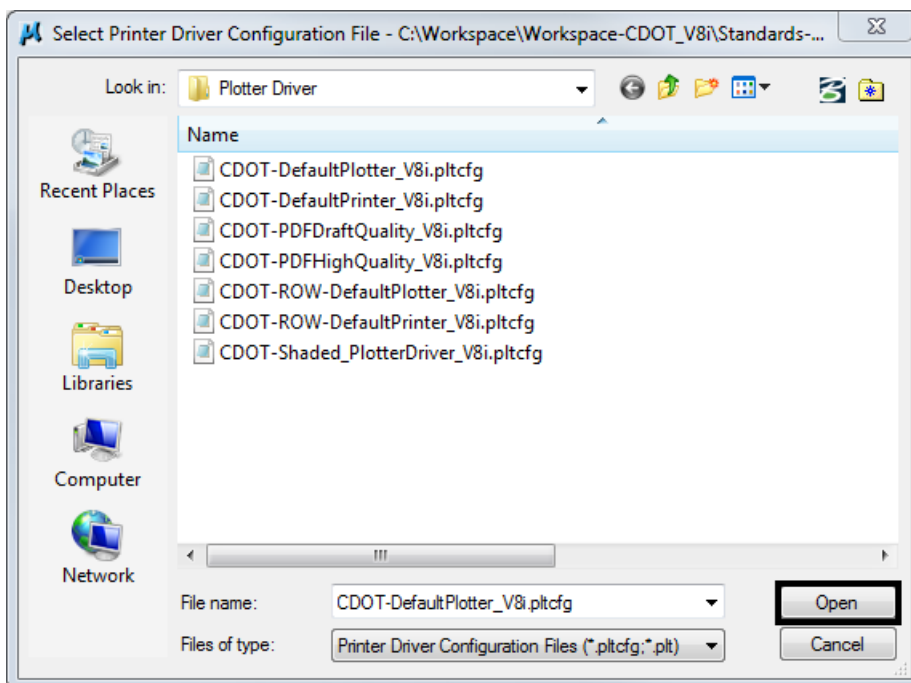 Select Printer Driver Configuration File - C:\Workspace\Workspace-CDOT_V8i\Standards-...
Look in:
Plotter Driver
Name
Recent Places
Desktop
Libraries
Computer
Network
CDOT-DefaultPlotter_V8i.pltcfg
CDOT-DefaultPrinter_V8i.pltcfg
CDOT-PDFDraftQuality_V8i.pltcfg
CDOT-PDFHighQuality_V8i.pltcfg
CDOT-ROW-DefaultPlotter_V8i.pltcfg
CDOT-ROW-DefaultPrinter_V8i.pltcfg
CDOT-Shaded_PlotterDriver_V8i.pltcfg
File name:
CDOT-DefaultPlotter_V8i.pltcfg
Open
Files of type:
Printer Driver Configuration Files (*.pltcfg;*.plt)
Cancel